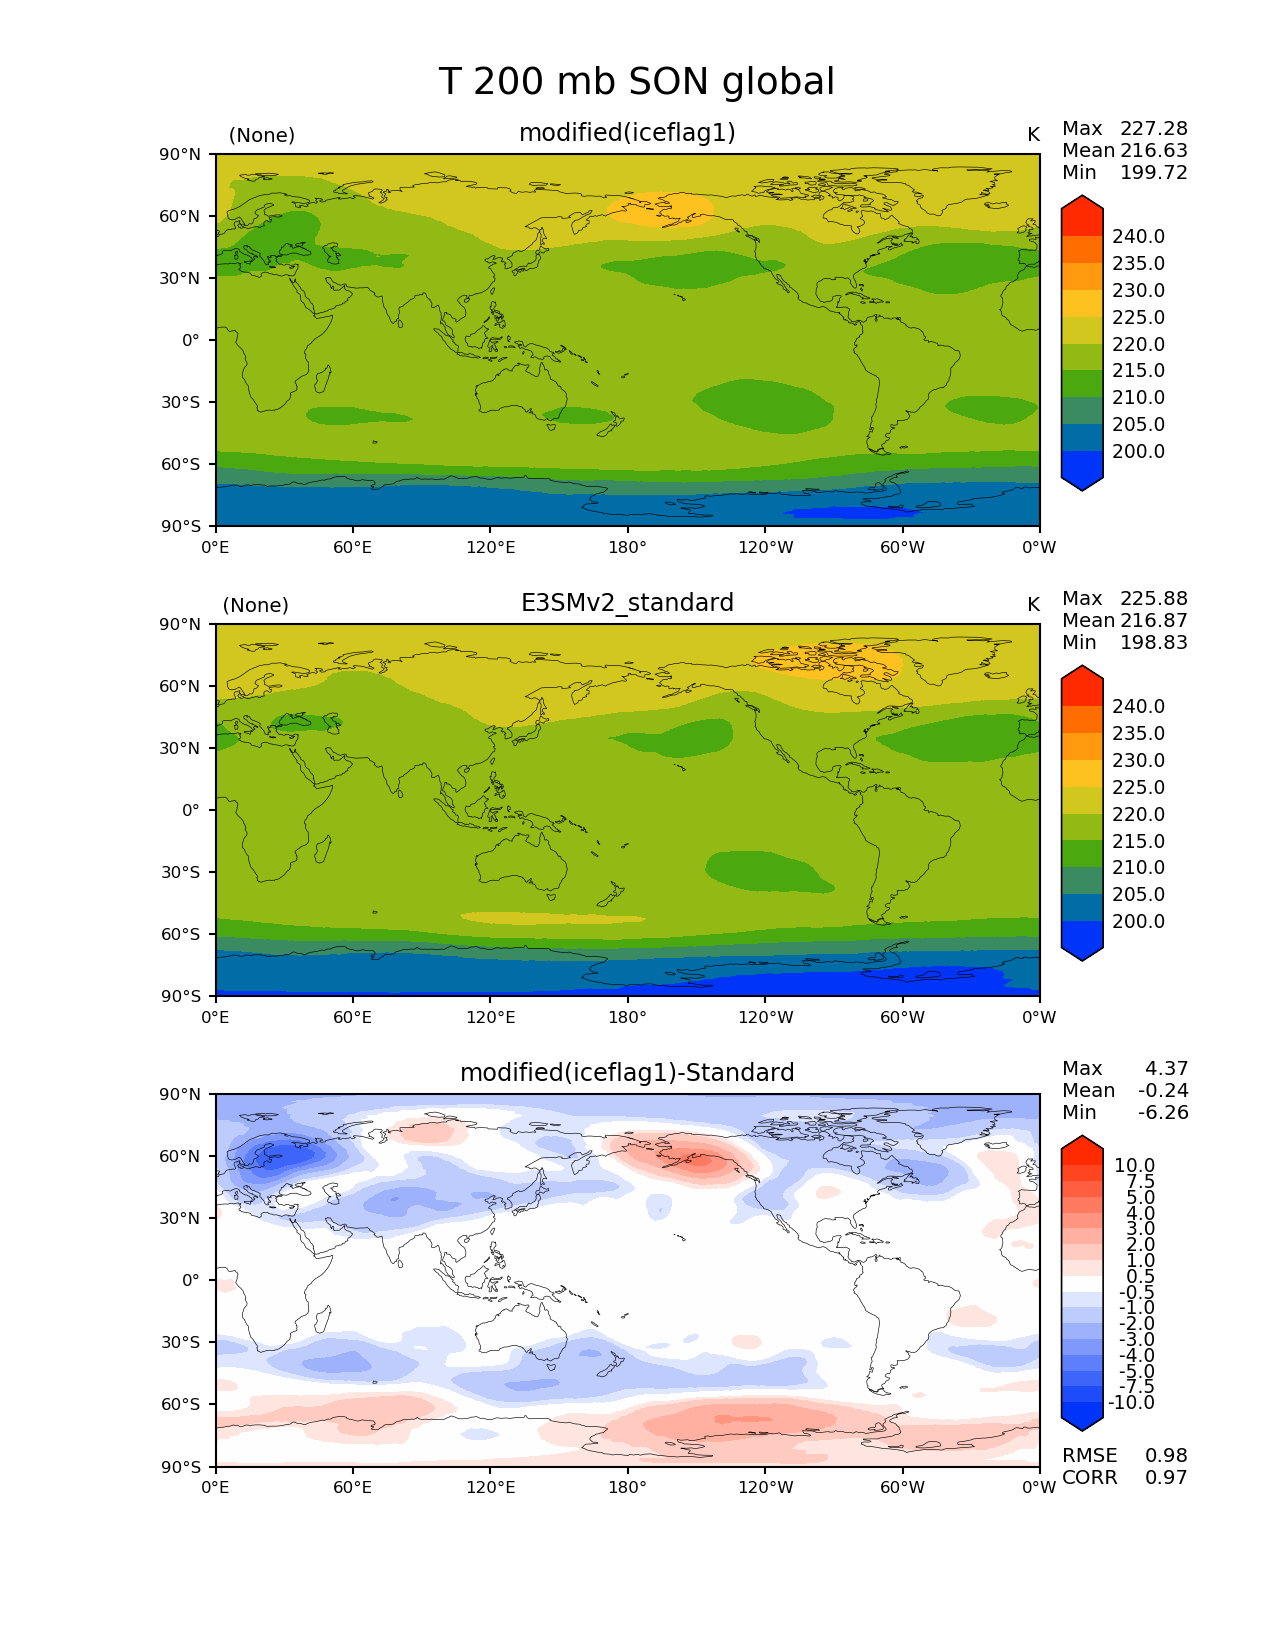 T 200 mb SON global
(None) modified(iceflag1) K
Max 227.28
Mean 216.63
Min 199.72
90°N
60°N
30°N
0°
30°S
60°S
90°S
0°E 60°E 120°E 180° 120°W 60°W 0°W
240.0
235.0
230.0
225.0
220.0
215.0
210.0
205.0
200.0
(None) E3SMv2_standard K
Max 225.88
Mean 216.87
Min 198.83
90°N
60°N
30°N
0°
30°S
60°S
90°S
0°E 60°E 120°E 180° 120°W 60°W 0°W
240.0
235.0
230.0
225.0
220.0
215.0
210.0
205.0
200.0
modified(iceflag1)-Standard
Max 4.37
Mean -0.24
Min -6.26
90°N
60°N
30°N
0°
30°S
60°S
90°S
0°E 60°E 120°E 180° 120°W 60°W 0°W
10.0
7.5
5.0
4.0
3.0
2.0
1.0
0.5
-0.5
-1.0
-2.0
-3.0
-4.0
-5.0
-7.5
-10.0
RMSE 0.98
CORR 0.97